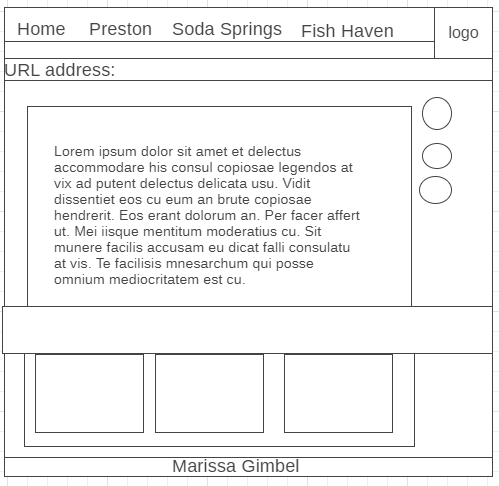 Home Preston Soda Springs Fish Haven logo
URL address:
Lorem ipsum dolor sit amet et delectus
accommodare his consul copiosae legendos at
vix ad putent delectus delicata usu. Vidit
dissentiet eos cu eum an brute copiosae
hendrerit. Eos erant dolorum an. Per facer affert
ut. Mei iisque mentitum moderatius cu. Sit
munere facilis accusam eu dicat falli consulatu
at vis. Te facilisis mnesarchum qui posse
omnium mediocritatem est cu.
Marissa Gimbel